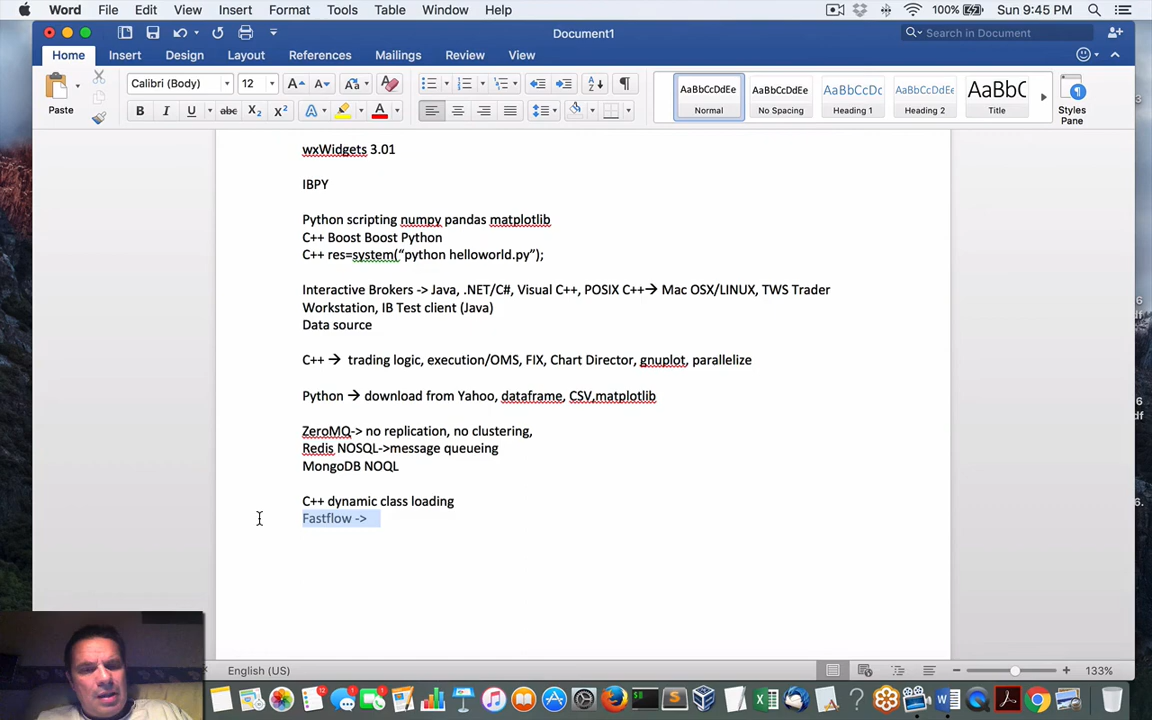 Word File Edit View Insert Format Tools Table Window Help 100% Sun 9:45 PM
Document1
Search in Document
Home Insert Design Layout References Mailings Review View
Paste
Calibri (Body) 12
AaBbCcDdEe AaBbCcDdEe AaBbCcDc AaBbCcDdEe AaBbC
Normal No Spacing Heading 1 Heading 2 Title Styles Pane
wxWidgets 3.01
IBPY
Python scripting numpy pandas matplotlib
C++ Boost Boost Python
C++ res=system(“python helloworld.py”);
Interactive Brokers -> Java, .NET/C#, Visual C++, POSIX C++→ Mac OSX/LINUX, TWS Trader
Workstation, IB Test client (Java)
Data source
C++ → trading logic, execution/OMS, FIX, Chart Director, gnuplot, parallelize
Python → download from Yahoo, dataframe, CSV,matplotlib
ZeroMQ-> no replication, no clustering,
Redis NOSQL->message queueing
MongoDB NOQL
C++ dynamic class loading
Fastflow ->
English (US) 133%